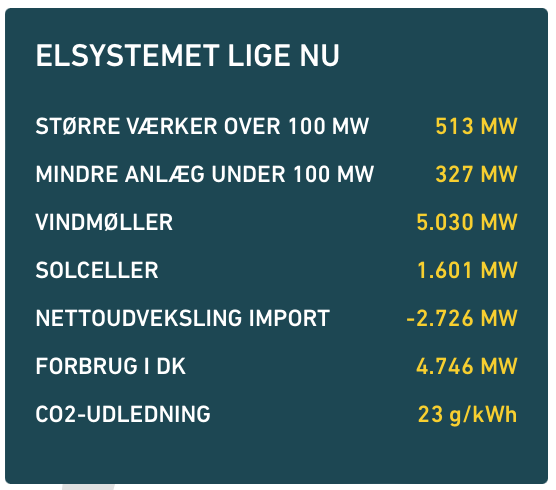 ELSYSTEMET LIGE NU
STØRRE VÆRKER OVER 100 MW 513 MW
MINDRE ANLÆG UNDER 100 MW 327 MW
VINDMØLLER 5.030 MW
SOLCELLER 1.601 MW
NETTOUDVEKSLING IMPORT -2.726 MW
FORBRUG I DK 4.746 MW
CO2-UDLEDNING 23 g/kWh